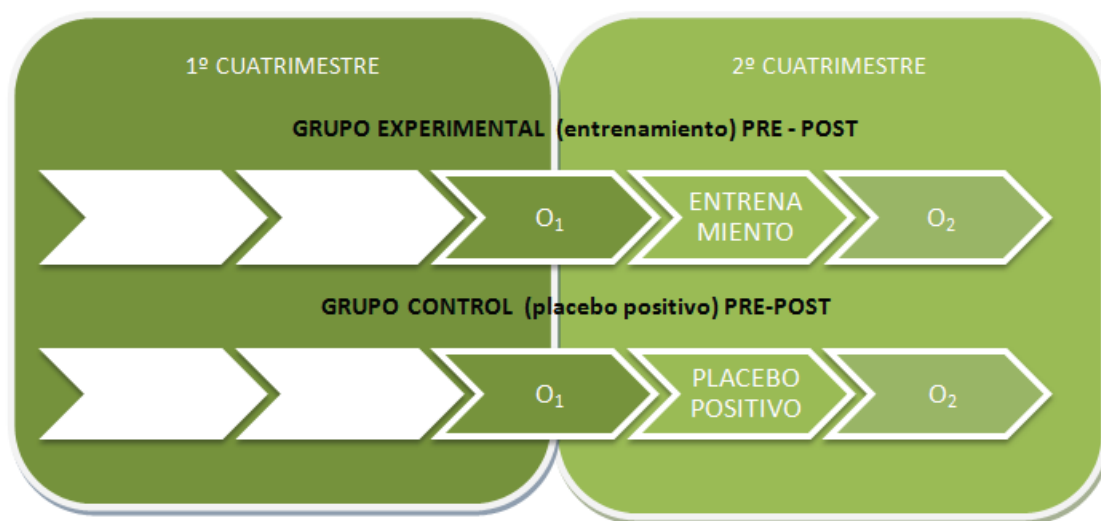 1º CUATRIMESTRE
2º CUATRIMESTRE
GRUPO EXPERIMENTAL (entrenamiento) PRE - POST
O₁
ENTRENA
MIENTO
O₂
GRUPO CONTROL (placebo positivo) PRE-POST
O₁
PLACEBO
POSITIVO
O₂